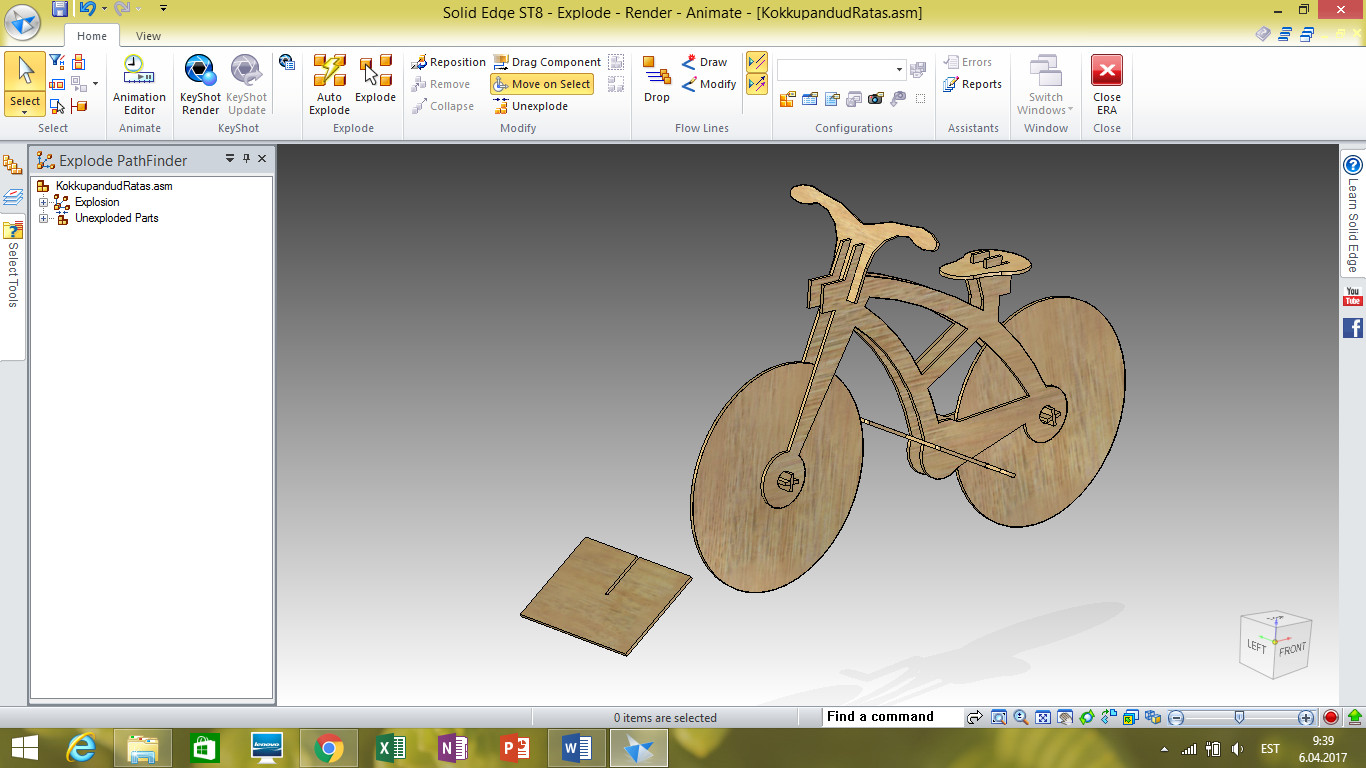 Solid Edge ST8 - Explode - Render - Animate - [KokkupandudRatas.asm]
Home View
Select
Select
Animation
Editor
Animate
KeyShot
Render
KeyShot
Update
KeyShot
Auto
Explode
Explode
Explode
Reposition
Remove
Collapse
Drag Component
Move on Select
Unexplode
Modify
Drop
Draw
Modify
Flow Lines
Configurations
Errors
Reports
Assistants
Switch
Windows
Window
Close
ERA
Close
Explode PathFinder
KokkupandudRatas.asm
Explosion
Unexploded Parts
Select Tools
Learn Solid Edge
You
Tube
LEFT FRONT
0 items are selected
Find a command
lenovo
EST
9:39
6.04.2017